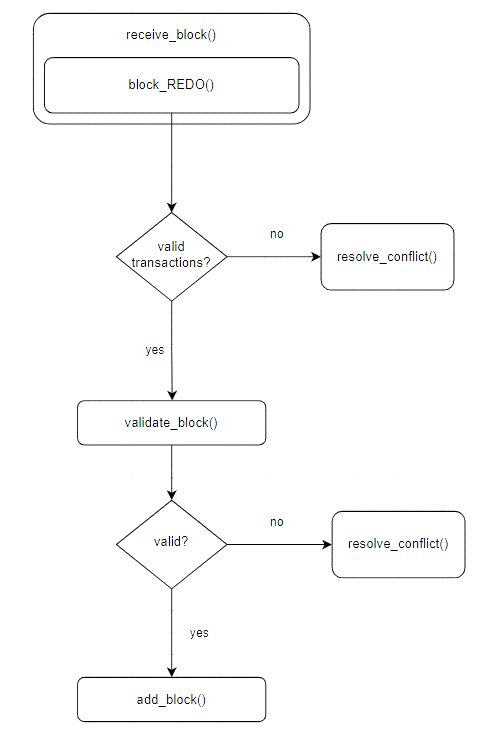 receive_block()
block_REDO()
valid
transactions?
no
resolve_conflict()
yes
validate_block()
valid?
no
resolve_conflict()
yes
add_block()